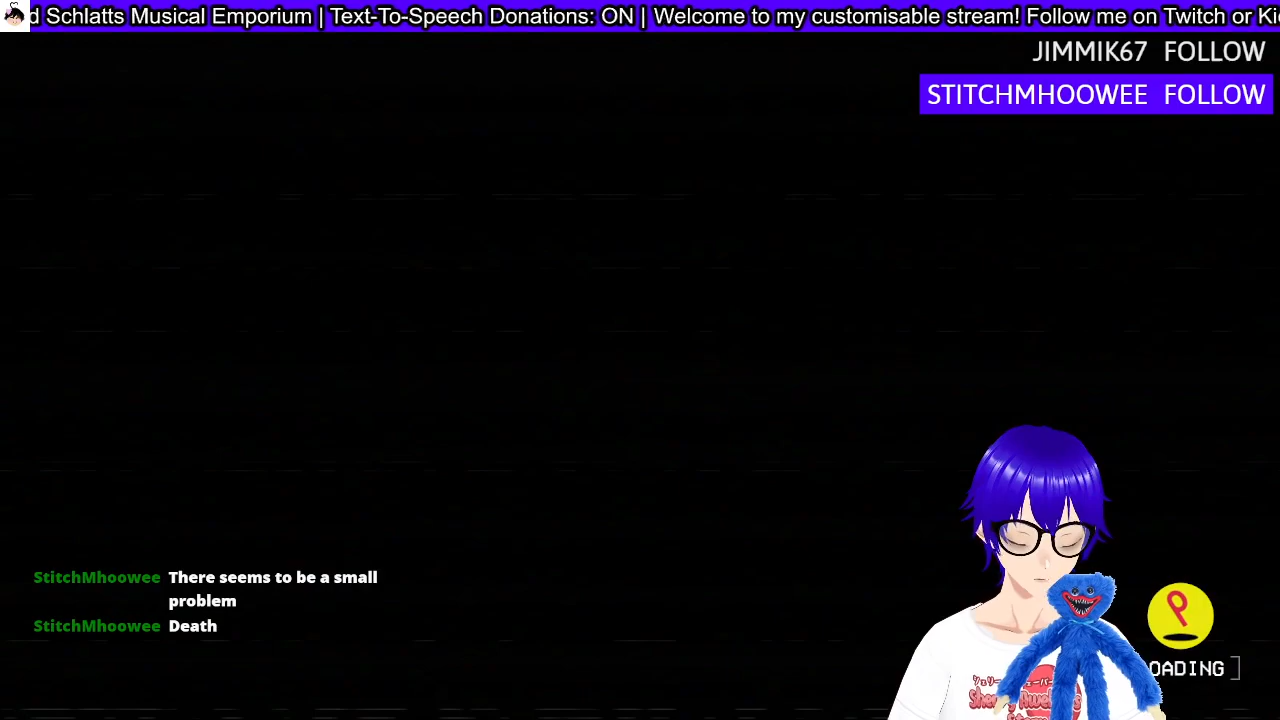 d Schlatts Musical Emporium | Text-To-Speech Donations: ON | Welcome to my customisable stream! Follow me on Twitch or Ki
JIMMIK67 FOLLOW
STITCHMHOOWEE FOLLOW
StitchMhoowee There seems to be a small
problem
StitchMhoowee Death
OADING ]